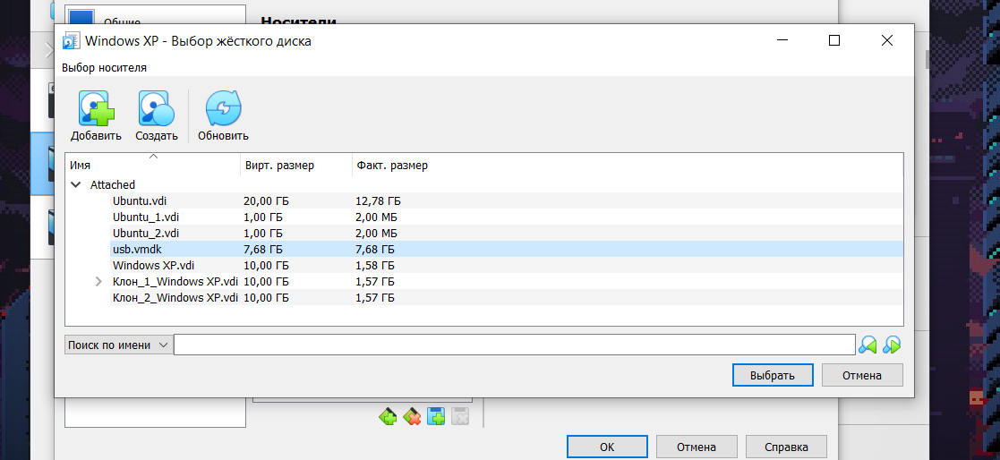 Общие
Носители
Windows XP - Выбор жёсткого диска
Выбор носителя
Добавить Создать Обновить
Имя Вирт. размер Факт. размер
Attached
Ubuntu.vdi 20,00 ГБ 12,78 ГБ
Ubuntu_1.vdi 1,00 ГБ 2,00 МБ
Ubuntu_2.vdi 1,00 ГБ 2,00 МБ
usb.vmdk 7,68 ГБ 7,68 ГБ
Windows XP.vdi 10,00 ГБ 1,58 ГБ
Клон_1_Windows XP.vdi 10,00 ГБ 1,57 ГБ
Клон_2_Windows XP.vdi 10,00 ГБ 1,57 ГБ
Поиск по имени
Выбрать Отмена
OK Отмена Справка